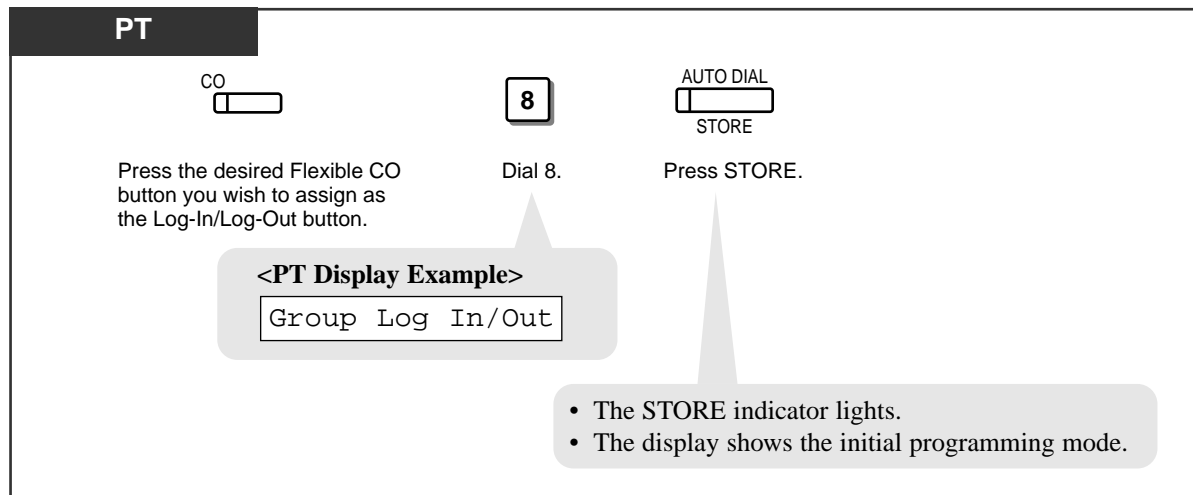 PT
CO
8
AUTO DIAL
STORE
Press the desired Flexible CO
button you wish to assign as
the Log-In/Log-Out button.
Dial 8.
Press STORE.
<PT Display Example>
Group Log In/Out
• The STORE indicator lights.
• The display shows the initial programming mode.